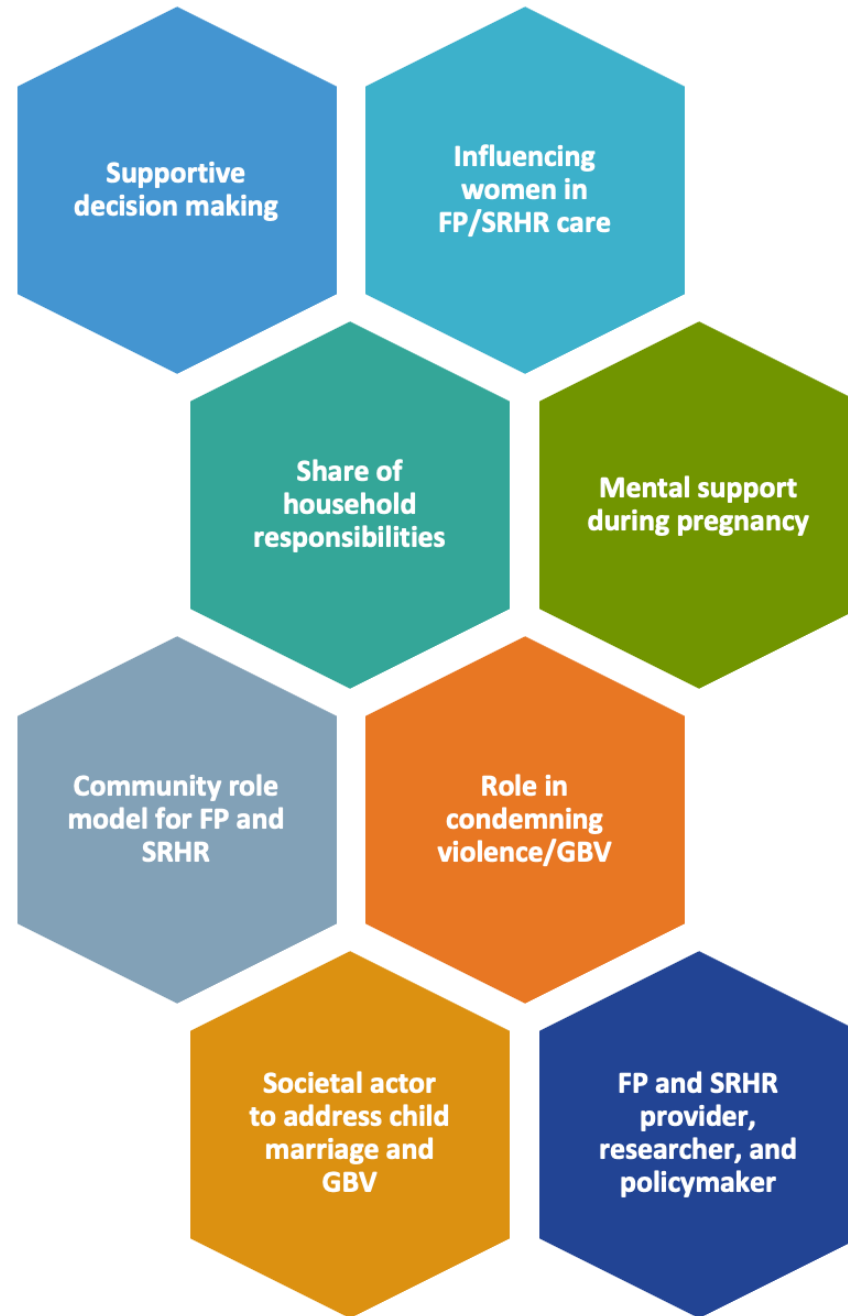 Supportive
decision making
Influencing
women in
FP/SRHR care
Share of
household
responsibilities
Mental support
during pregnancy
Community role
model for FP and
SRHR
Role in
condemning
violence/GBV
Societal actor
to address child
marriage and
GBV
FP and SRHR
provider,
researcher, and
policymaker